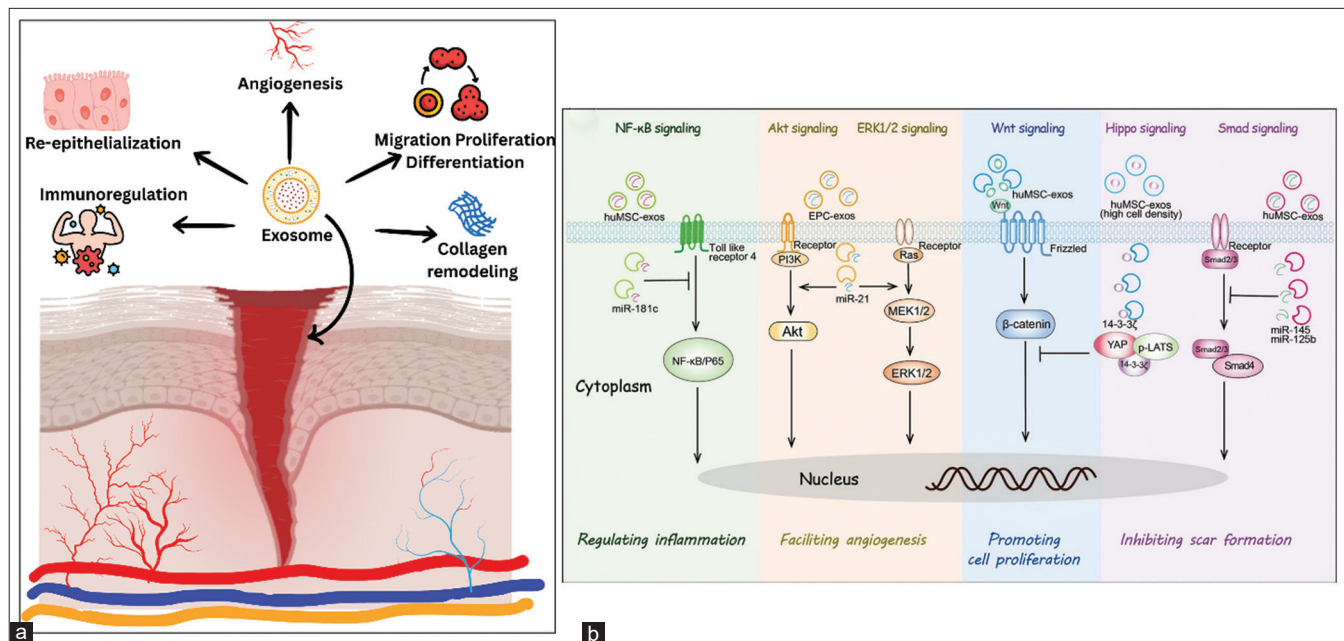 Angiogenesis
Re-epithelialization
Migration Proliferation
Differentiation
Immunoregulation
Exosome
Collagen
remodeling
a
NF-κB signaling
Akt signaling
ERK1/2 signaling
Wnt signaling
Hippo signaling
Smad signaling
huMSC-exos
EPC-exos
huMSC-exos
Wnt
huMSC-exos
(high cell density)
huMSC-exos
Toll like
receptor 4
Receptor
PI3K
Receptor
Ras
Frizzled
Receptor
Smad2/3
miR-181c
miR-21
MEK1/2
Akt
β-catenin
14-3-3ζ
YAP
p-LATS
14-3-3ζ
miR-145
miR-125b
Smad2/3
Smad4
NF-κB/P65
ERK1/2
Cytoplasm
Nucleus
Regulating inflammation
Faciliting angiogenesis
Promoting
cell proliferation
Inhibiting scar formation
b